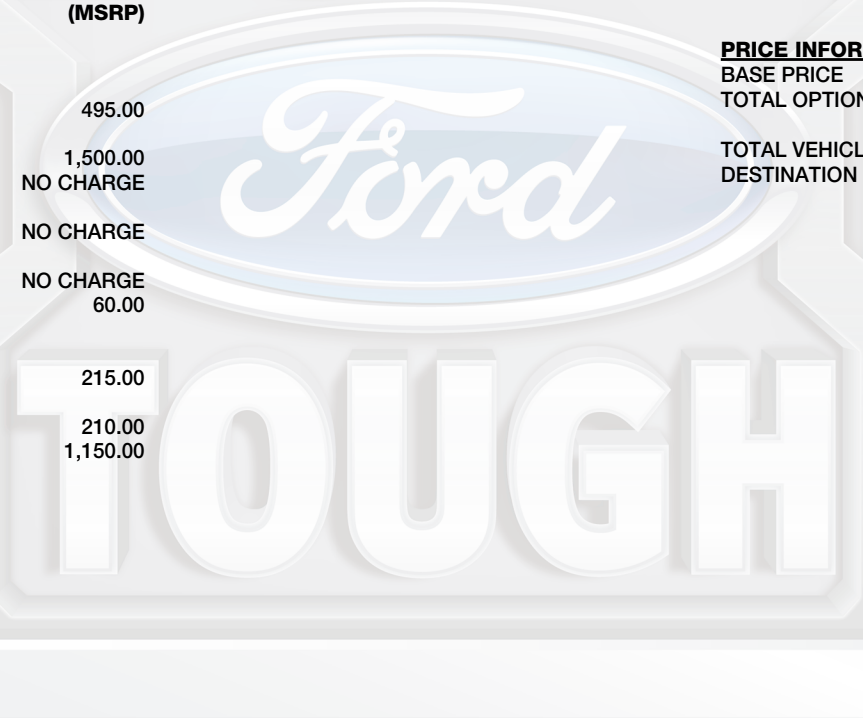 (MSRP)
495.00
1,500.00
NO CHARGE
NO CHARGE
NO CHARGE
60.00
215.00
210.00
1,150.00
PRICE INFOR
BASE PRICE
TOTAL OPTION
TOTAL VEHICL
DESTINATION
Ford
TOUGH